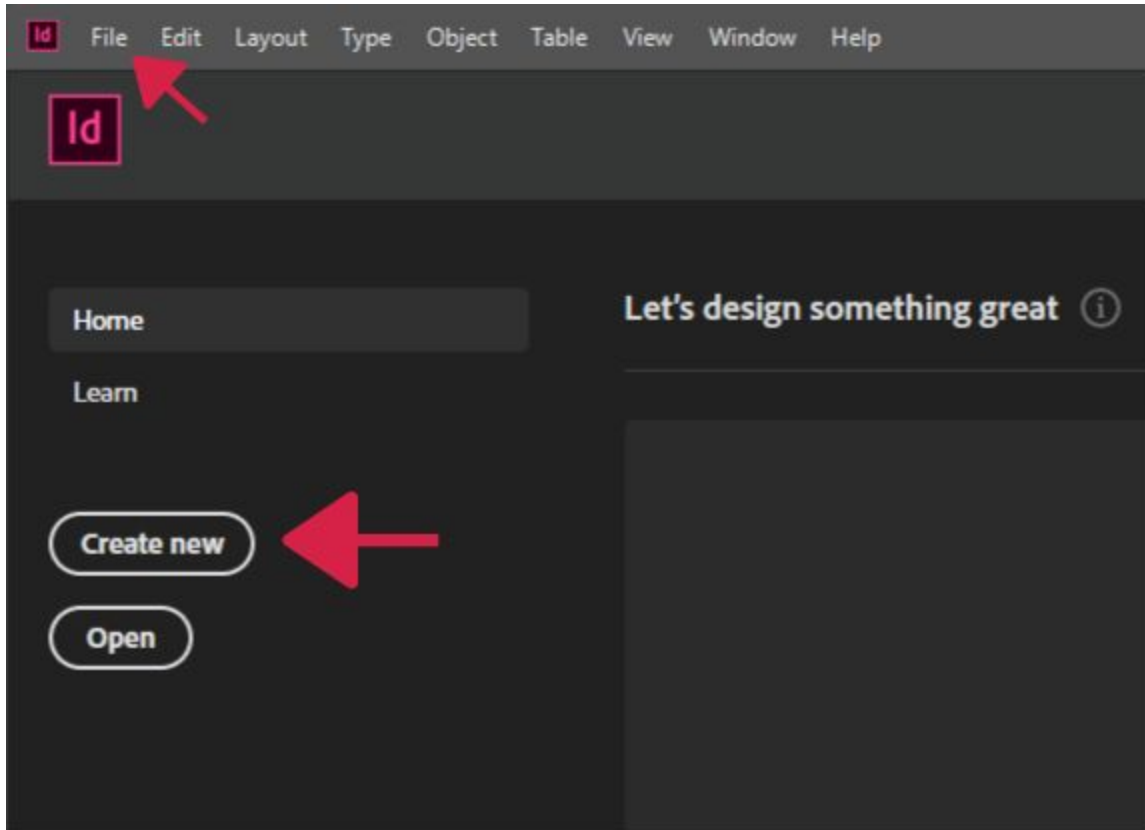 Id File Edit Layout Type Object Table View Window Help
Id
Home
Let's design something great
Learn
Create new
Open